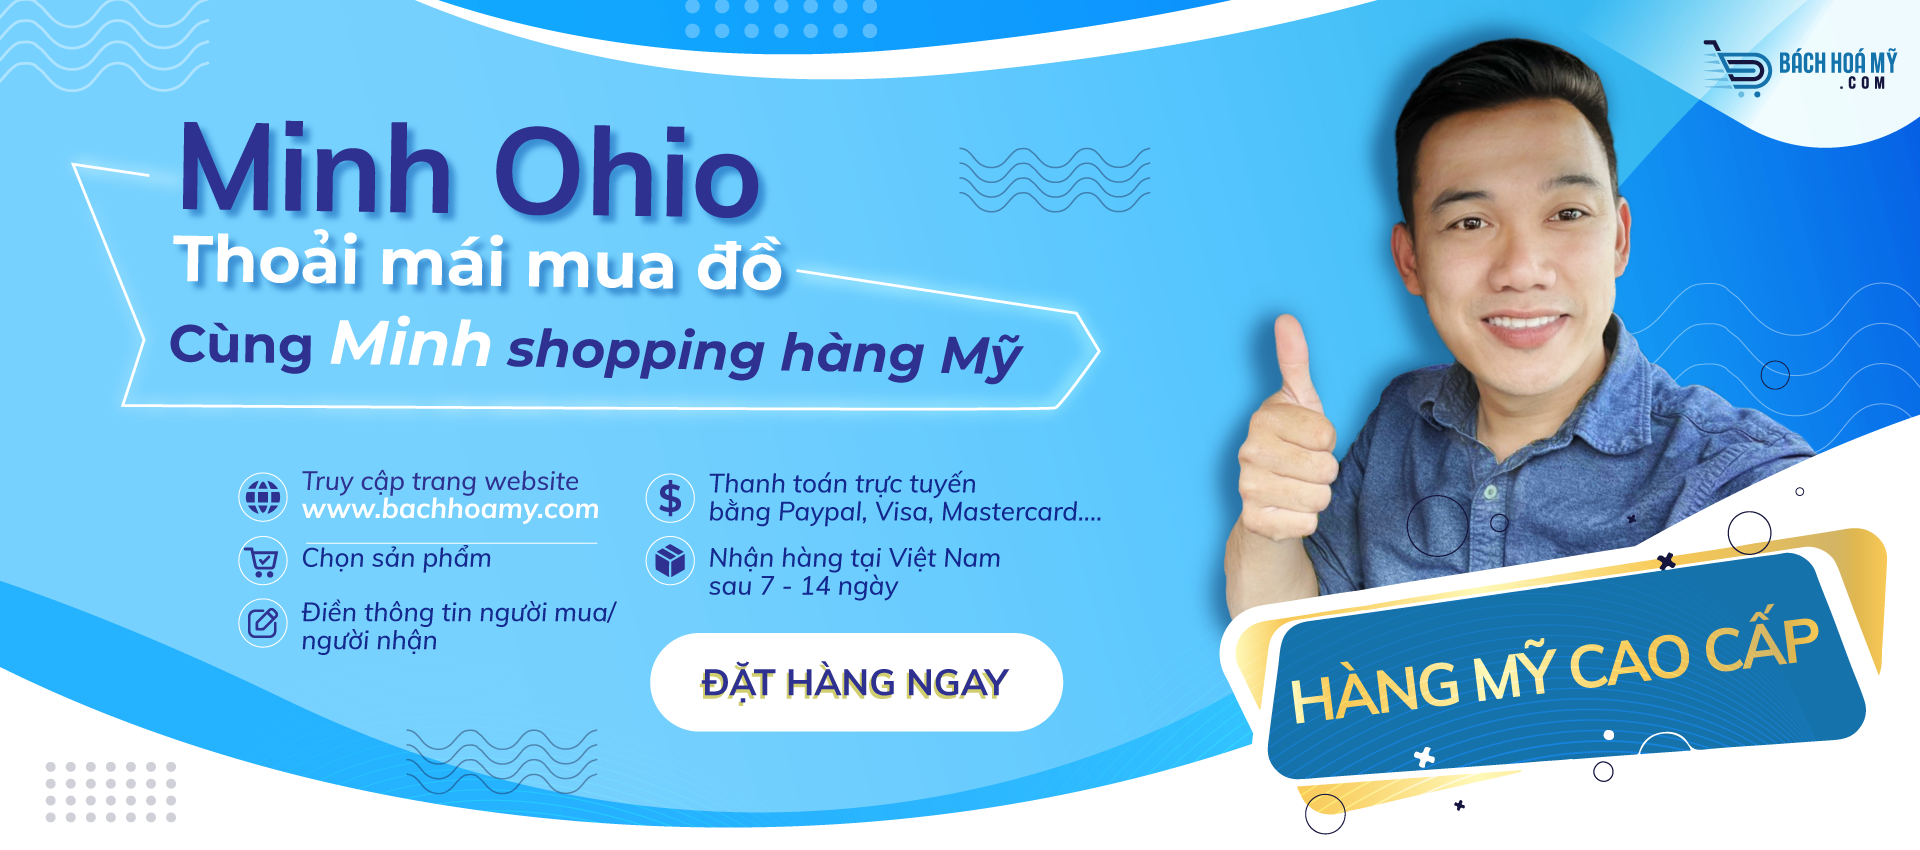 BÁCH HOÁ MỸ
.COM
Minh Ohio
Thoải mái mua đồ
Cùng Minh shopping hàng Mỹ
Truy cập trang website
www.bachhoamy.com
Chọn sản phẩm
Điền thông tin người mua/
người nhận
$
Thanh toán trực tuyến
bằng Paypal, Visa, Mastercard....
Nhận hàng tại Việt Nam
sau 7 - 14 ngày
ĐẶT HÀNG NGAY
HÀNG MỸ CAO CẤP